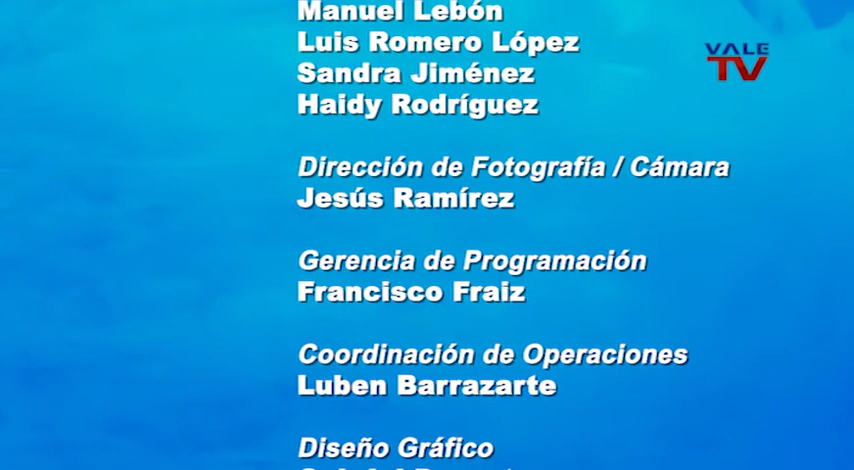 Manuel Lebón
Luis Romero López
Sandra Jiménez
Haidy Rodríguez
VALE
TV
Dirección de Fotografía / Cámara
Jesús Ramírez
Gerencia de Programación
Francisco Fraiz
Coordinación de Operaciones
Luben Barrazarte
Diseño Gráfico